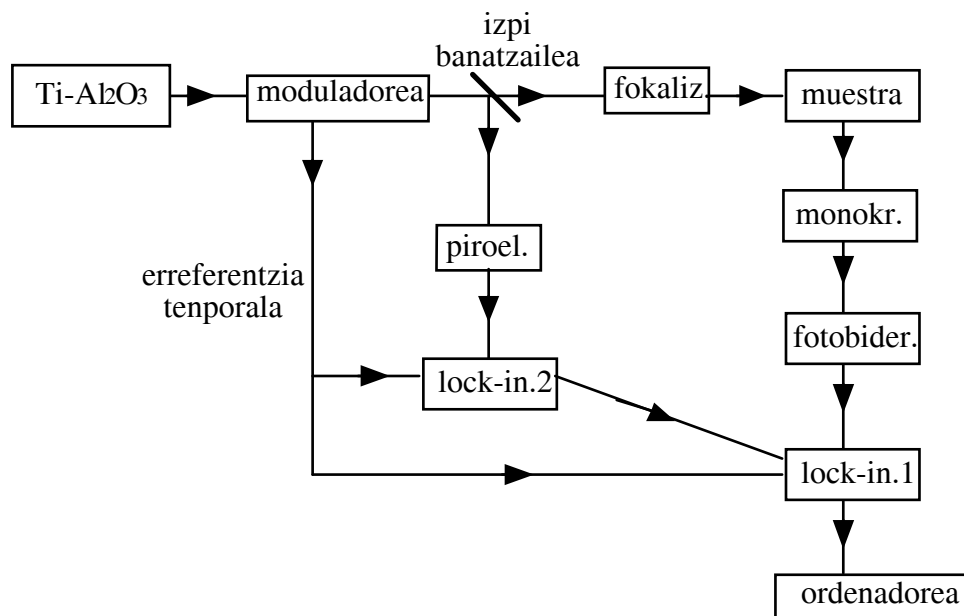 izpi
banatzailea
Ti-Al2O3
moduladorea
fokaliz
muestra
monokr.
piroel.
erreferentzia
tenporala
fotobider.
lock-in.2
lock-in.1
ordenadorea